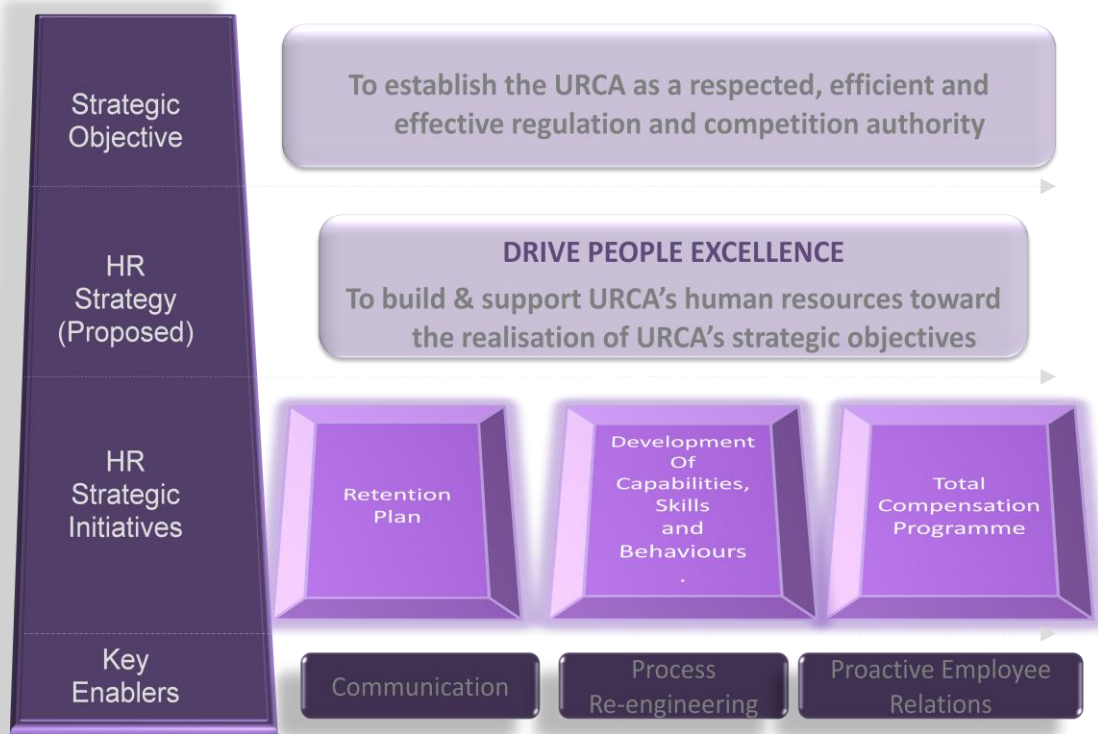 Strategic
Objective
To establish the URCA as a respected, efficient and
effective regulation and competition authority
HR
Strategy
(Proposed)
DRIVE PEOPLE EXCELLENCE
To build & support URCA’s human resources toward
the realisation of URCA’s strategic objectives
HR
Strategic
Initiatives
Retention
Plan
Development
Of
Capabilities,
Skills
and
Behaviours
.
Total
Compensation
Programme
Key
Enablers
Communication
Process
Re-engineering
Proactive Employee
Relations